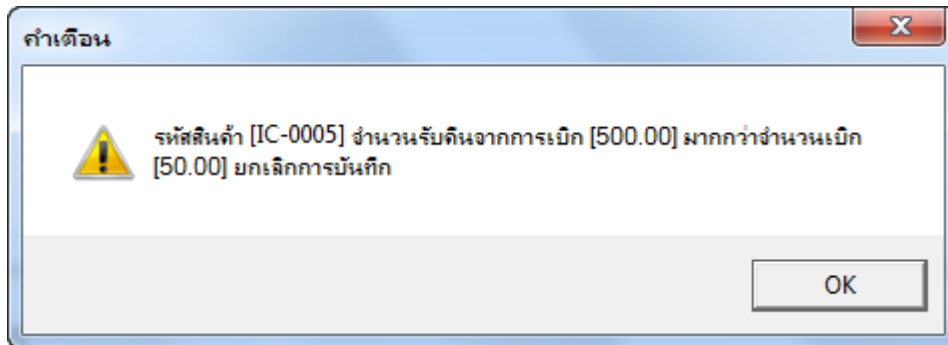 คำเตือน
รหัสสินค้า [IC-0005] จำนวนรับคืนจากการเบิก [500.00] มากกว่าจำนวนเบิก
[50.00] ยกเลิกการบันทึก
OK